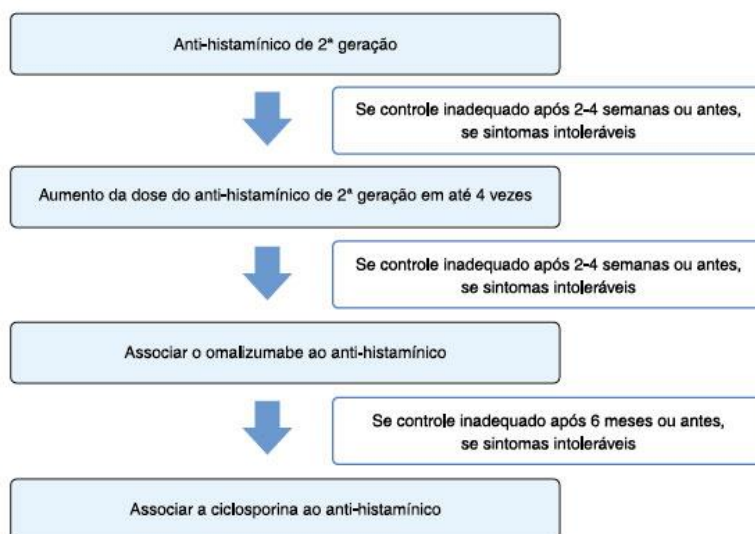 Anti-histamínico de 2ª geração
Se controle inadequado após 2-4 semanas ou antes,
se sintomas intoleráveis
Aumento da dose do anti-histamínico de 2ª geração em até 4 vezes
Se controle inadequado após 2-4 semanas ou antes,
se sintomas intoleráveis
Associar o omalizumabe ao anti-histamínico
Se controle inadequado após 6 meses ou antes,
se sintomas intoleráveis
Associar a ciclosporina ao anti-histamínico